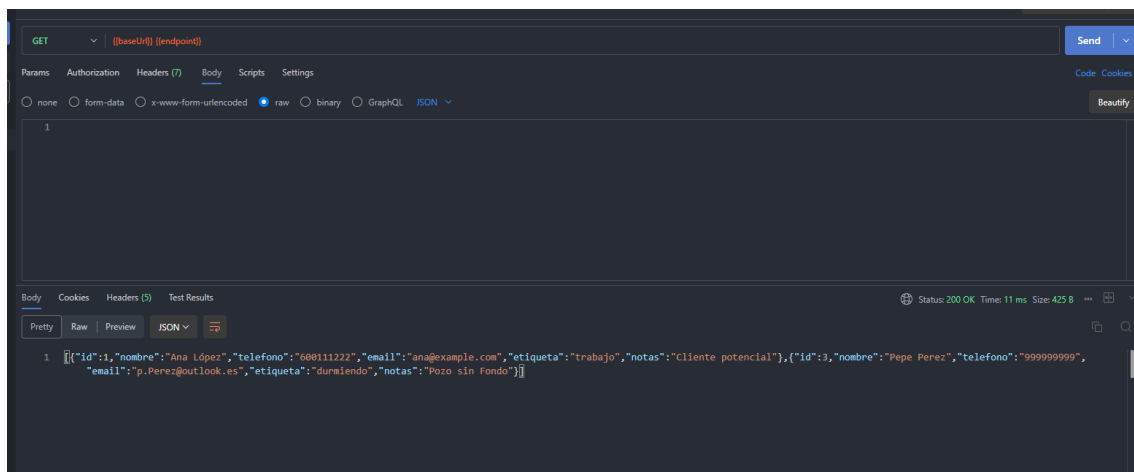 GET {{baseUrl}} {{endpoint}} Send
Params Authorization Headers (7) Body Scripts Settings Code Cookies
none form-data x-www-form-urlencoded raw binary GraphQL JSON Beautify
1
Body Cookies Headers (5) Test Results Status: 200 OK Time: 11 ms Size: 425 B
Pretty Raw Preview JSON
1 [{"id":1,"nombre":"Ana López","telefono":"600111222","email":"ana@example.com","etiqueta":"trabajo","notas":"Cliente potencial"},{"id":3,"nombre":"Pepe Perez","telefono":"999999999",
"email":"p.Perez@outlook.es","etiqueta":"durmiendo","notas":"Pozo sin Fondo"}]